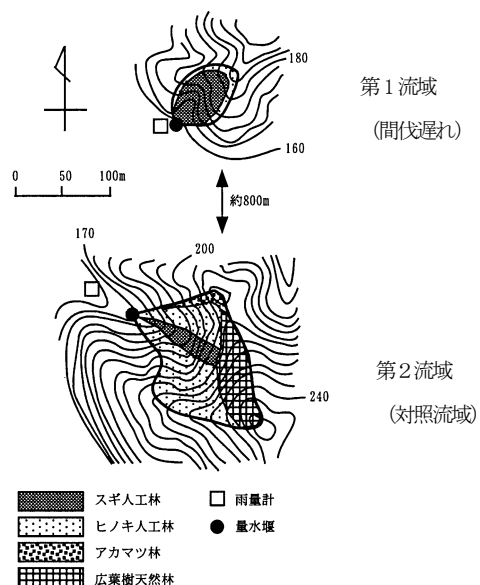 180
第1流域
(間伐遅れ)
160
0 50 100m
約800m
170
200
第2流域
(対照流域)
240
スギ人工林
雨量計
ヒノキ人工林
量水堰
アカマツ林
広葉樹天然林